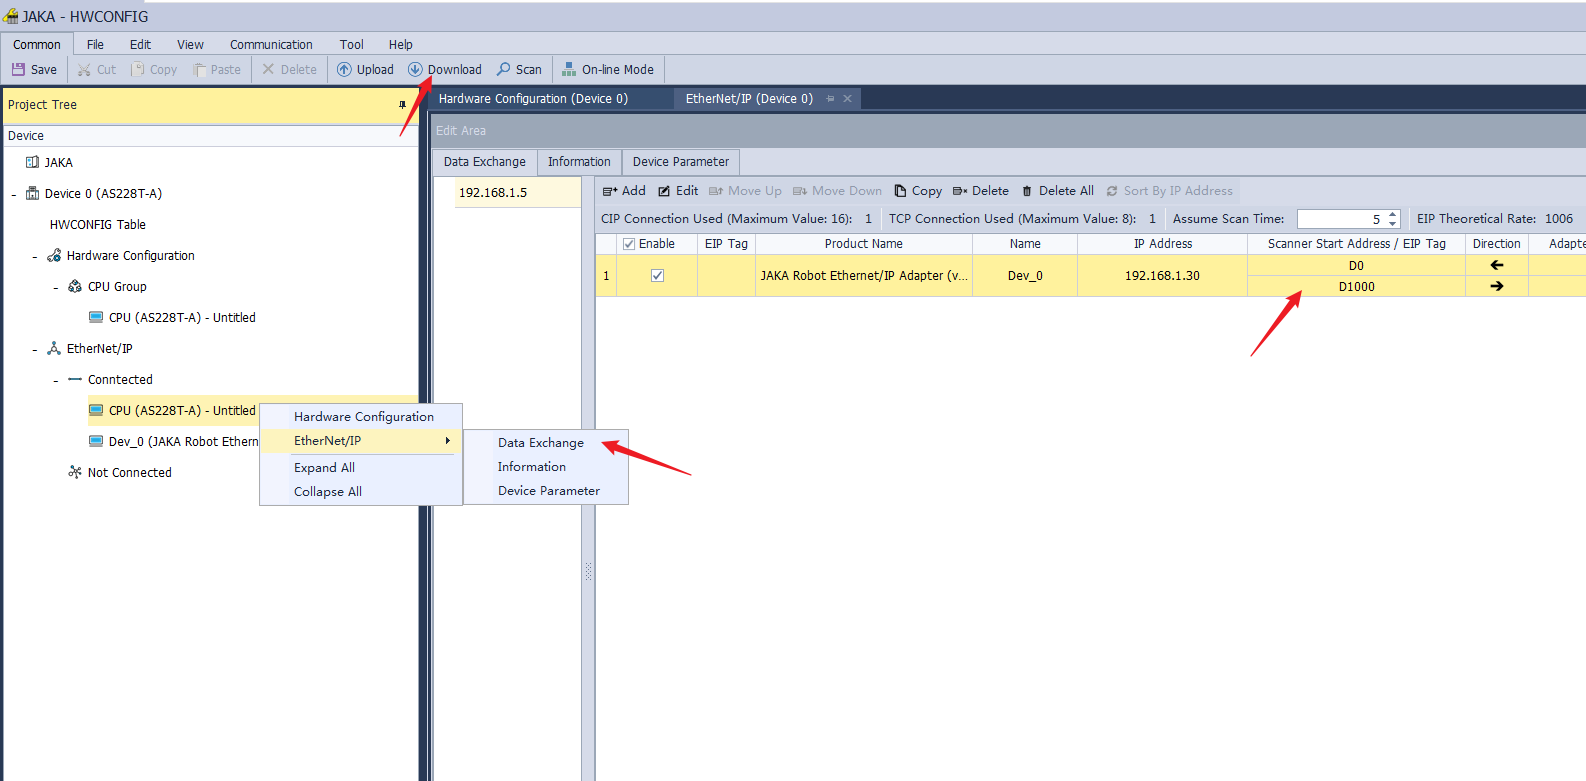 JAKA - HWCONFIG
Common File Edit View Communication Tool Help
Save Cut Copy Paste Delete Upload Download Scan On-line Mode
Project Tree
Device
JAKA
Device 0 (AS228T-A)
HWCONFIG Table
Hardware Configuration
CPU Group
CPU (AS228T-A) - Untitled
EtherNet/IP
Conntected
CPU (AS228T-A) - Untitled
Dev_0 (JAKA Robot Ethern
Not Connected
Hardware Configuration
EtherNet/IP
Expand All
Collapse All
Data Exchange
Information
Device Parameter
Hardware Configuration (Device 0) EtherNet/IP (Device 0)
Edit Area
Data Exchange Information Device Parameter
192.168.1.5
Add Edit Move Up Move Down Copy Delete Delete All Sort By IP Address
CIP Connection Used (Maximum Value: 16): 1 TCP Connection Used (Maximum Value: 8): 1 Assume Scan Time: 5 EIP Theoretical Rate: 1006
Enable EIP Tag Product Name Name IP Address Scanner Start Address / EIP Tag Direction Adapte
1 JAKA Robot Ethernet/IP Adapter (v... Dev_0 192.168.1.30 D0
D1000